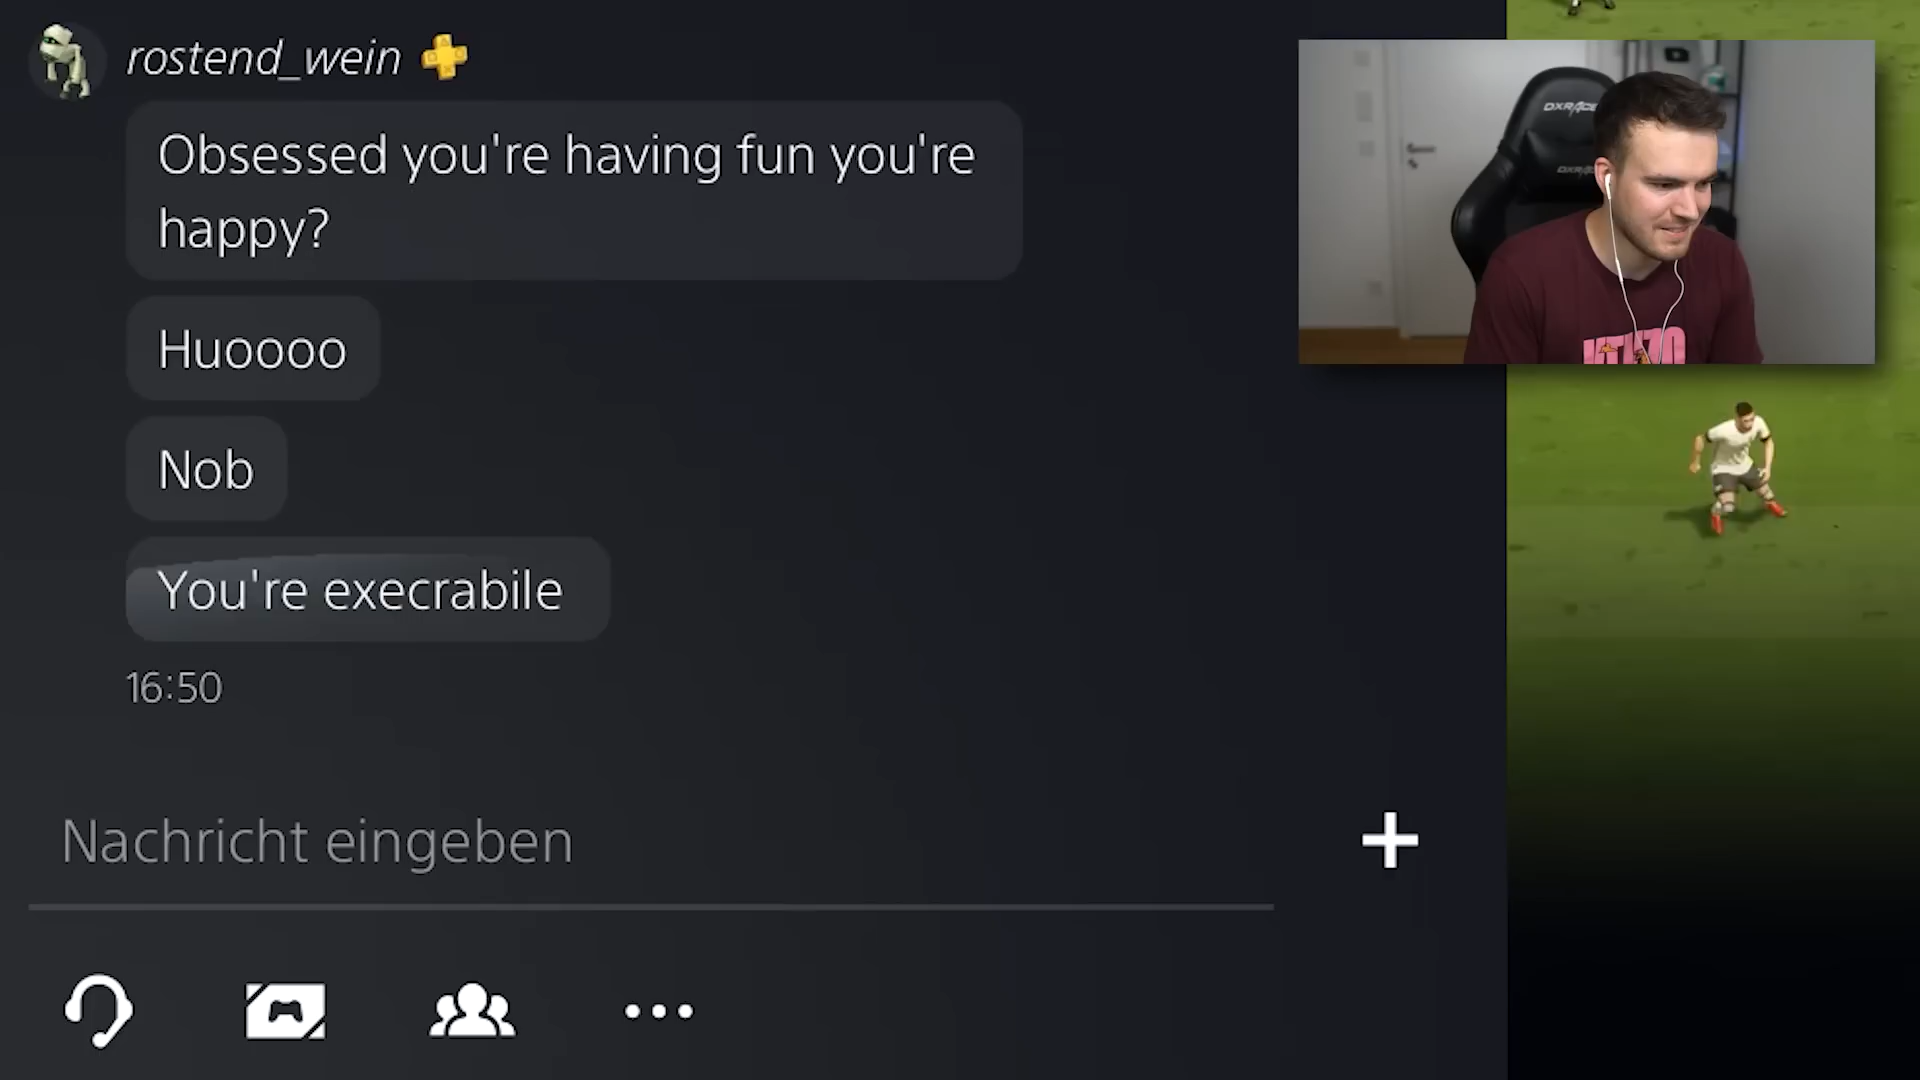 rostend_wein
Obsessed you're having fun you're
happy?
Huoooo
Nob
You're execrabile
16:50
Nachricht eingeben